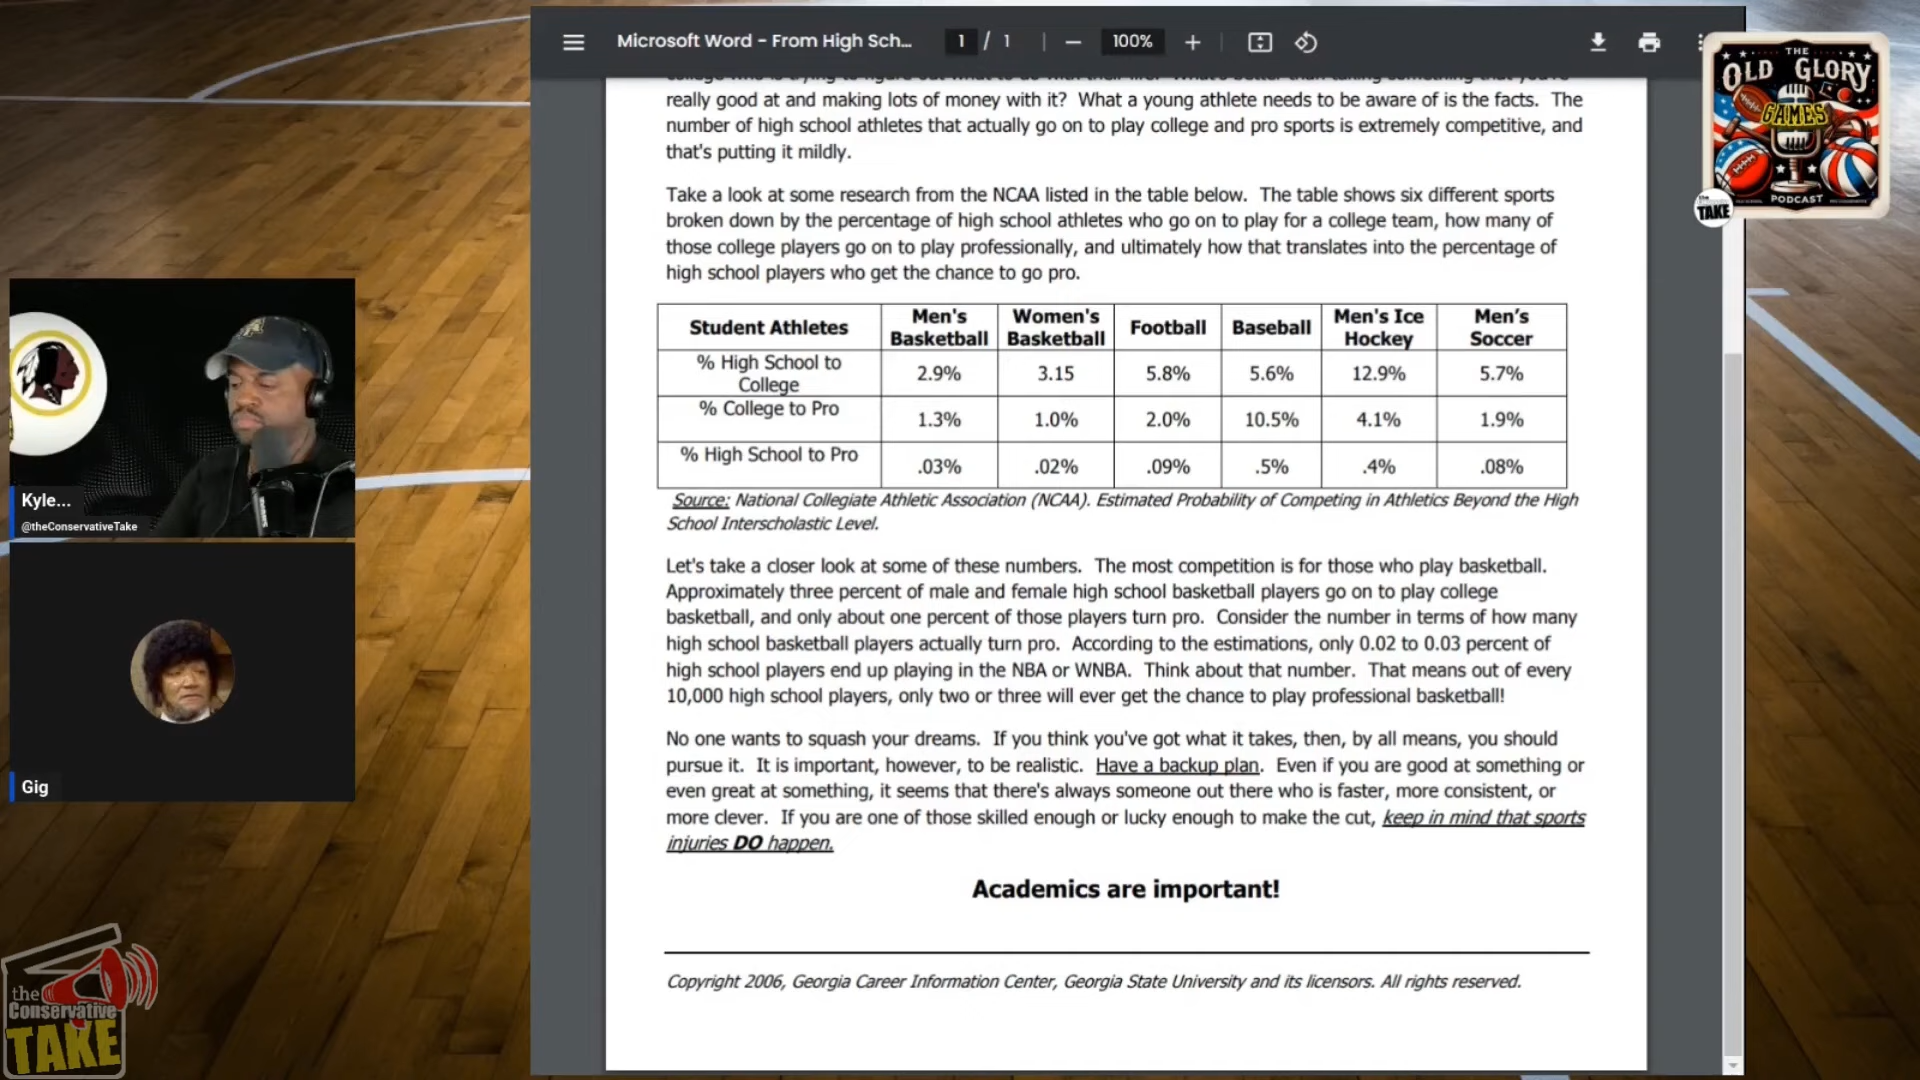 Microsoft Word – From High Sch...
1 / 1
100%
really good at and making lots of money with it? What a young athlete needs to be aware of is the facts. The
number of high school athletes that actually go on to play college and pro sports is extremely competitive, and
that's putting it mildly.
Take a look at some research from the NCAA listed in the table below. The table shows six different sports
broken down by the percentage of high school athletes who go on to play for a college team, how many of
those college players go on to play professionally, and ultimately how that translates into the percentage of
high school players who get the chance to go pro.
Student Athletes Men's Basketball Women's Basketball Football Baseball Men's Ice Hockey Men's Soccer
% High School to College 2.9% 3.15 5.8% 5.6% 12.9% 5.7%
% College to Pro 1.3% 1.0% 2.0% 10.5% 4.1% 1.9%
% High School to Pro .03% .02% .09% .5% .4% .08%
Source: National Collegiate Athletic Association (NCAA). Estimated Probability of Competing in Athletics Beyond the High
School Interscholastic Level.
Let's take a closer look at some of these numbers. The most competition is for those who play basketball.
Approximately three percent of male and female high school basketball players go on to play college
basketball, and only about one percent of those players turn pro. Consider the number in terms of how many
high school basketball players actually turn pro. According to the estimations, only 0.02 to 0.03 percent of
high school players end up playing in the NBA or WNBA. Think about that number. That means out of every
10,000 high school players, only two or three will ever get the chance to play professional basketball!
No one wants to squash your dreams. If you think you've got what it takes, then, by all means, you should
pursue it. It is important, however, to be realistic. Have a backup plan. Even if you are good at something or
even great at something, it seems that there's always someone out there who is faster, more consistent, or
more clever. If you are one of those skilled enough or lucky enough to make the cut, keep in mind that sports
injuries DO happen.
Academics are important!
Copyright 2006, Georgia Career Information Center, Georgia State University and its licensors. All rights reserved.
THE
OLD GLORY
GAMES
PODCAST
the
TAKE
Kyle...
@theConservativeTake
Gig
the
Conservative
TAKE